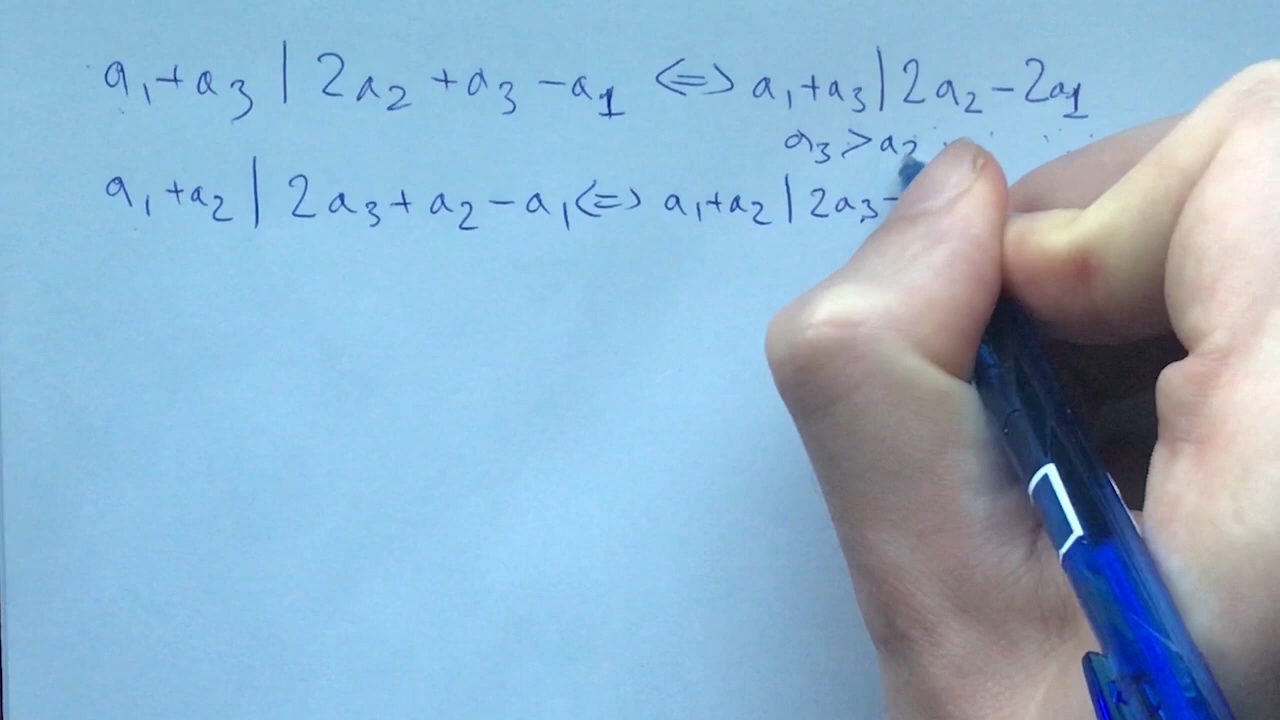 a₁+a₃ | 2a₂ +a₃ −a₁ <=> a₁+a₃ | 2a₂−2a₁
a₃>a₂
a₁+a₂ | 2a₃+a₂−a₁ <=> a₁+a₂ | 2a₃−